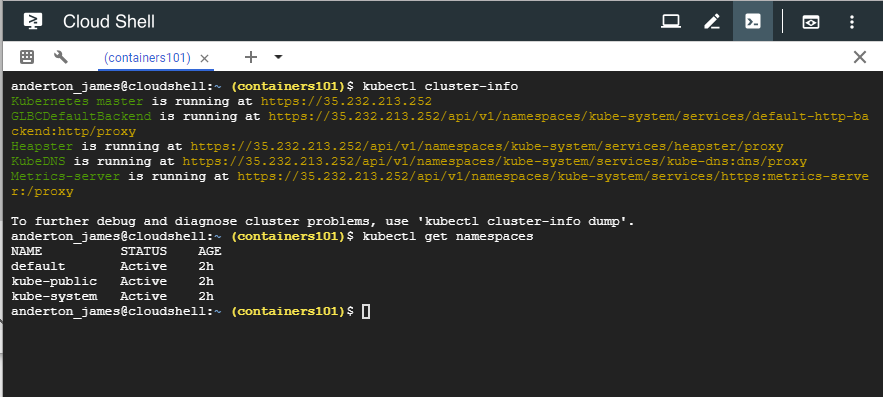 Cloud Shell
(containers101)
anderton_james@cloudshell:~ (containers101)$ kubectl cluster-info
Kubernetes master is running at https://35.232.213.252
GLBCDefaultBackend is running at https://35.232.213.252/api/v1/namespaces/kube-system/services/default-http-ba
ckend:http/proxy
Heapster is running at https://35.232.213.252/api/v1/namespaces/kube-system/services/heapster/proxy
KubeDNS is running at https://35.232.213.252/api/v1/namespaces/kube-system/services/kube-dns:dns/proxy
Metrics-server is running at https://35.232.213.252/api/v1/namespaces/kube-system/services/https:metrics-serve
r:/proxy
To further debug and diagnose cluster problems, use 'kubectl cluster-info dump'.
anderton_james@cloudshell:~ (containers101)$ kubectl get namespaces
NAME STATUS AGE
default Active 2h
kube-public Active 2h
kube-system Active 2h
anderton_james@cloudshell:~ (containers101)$